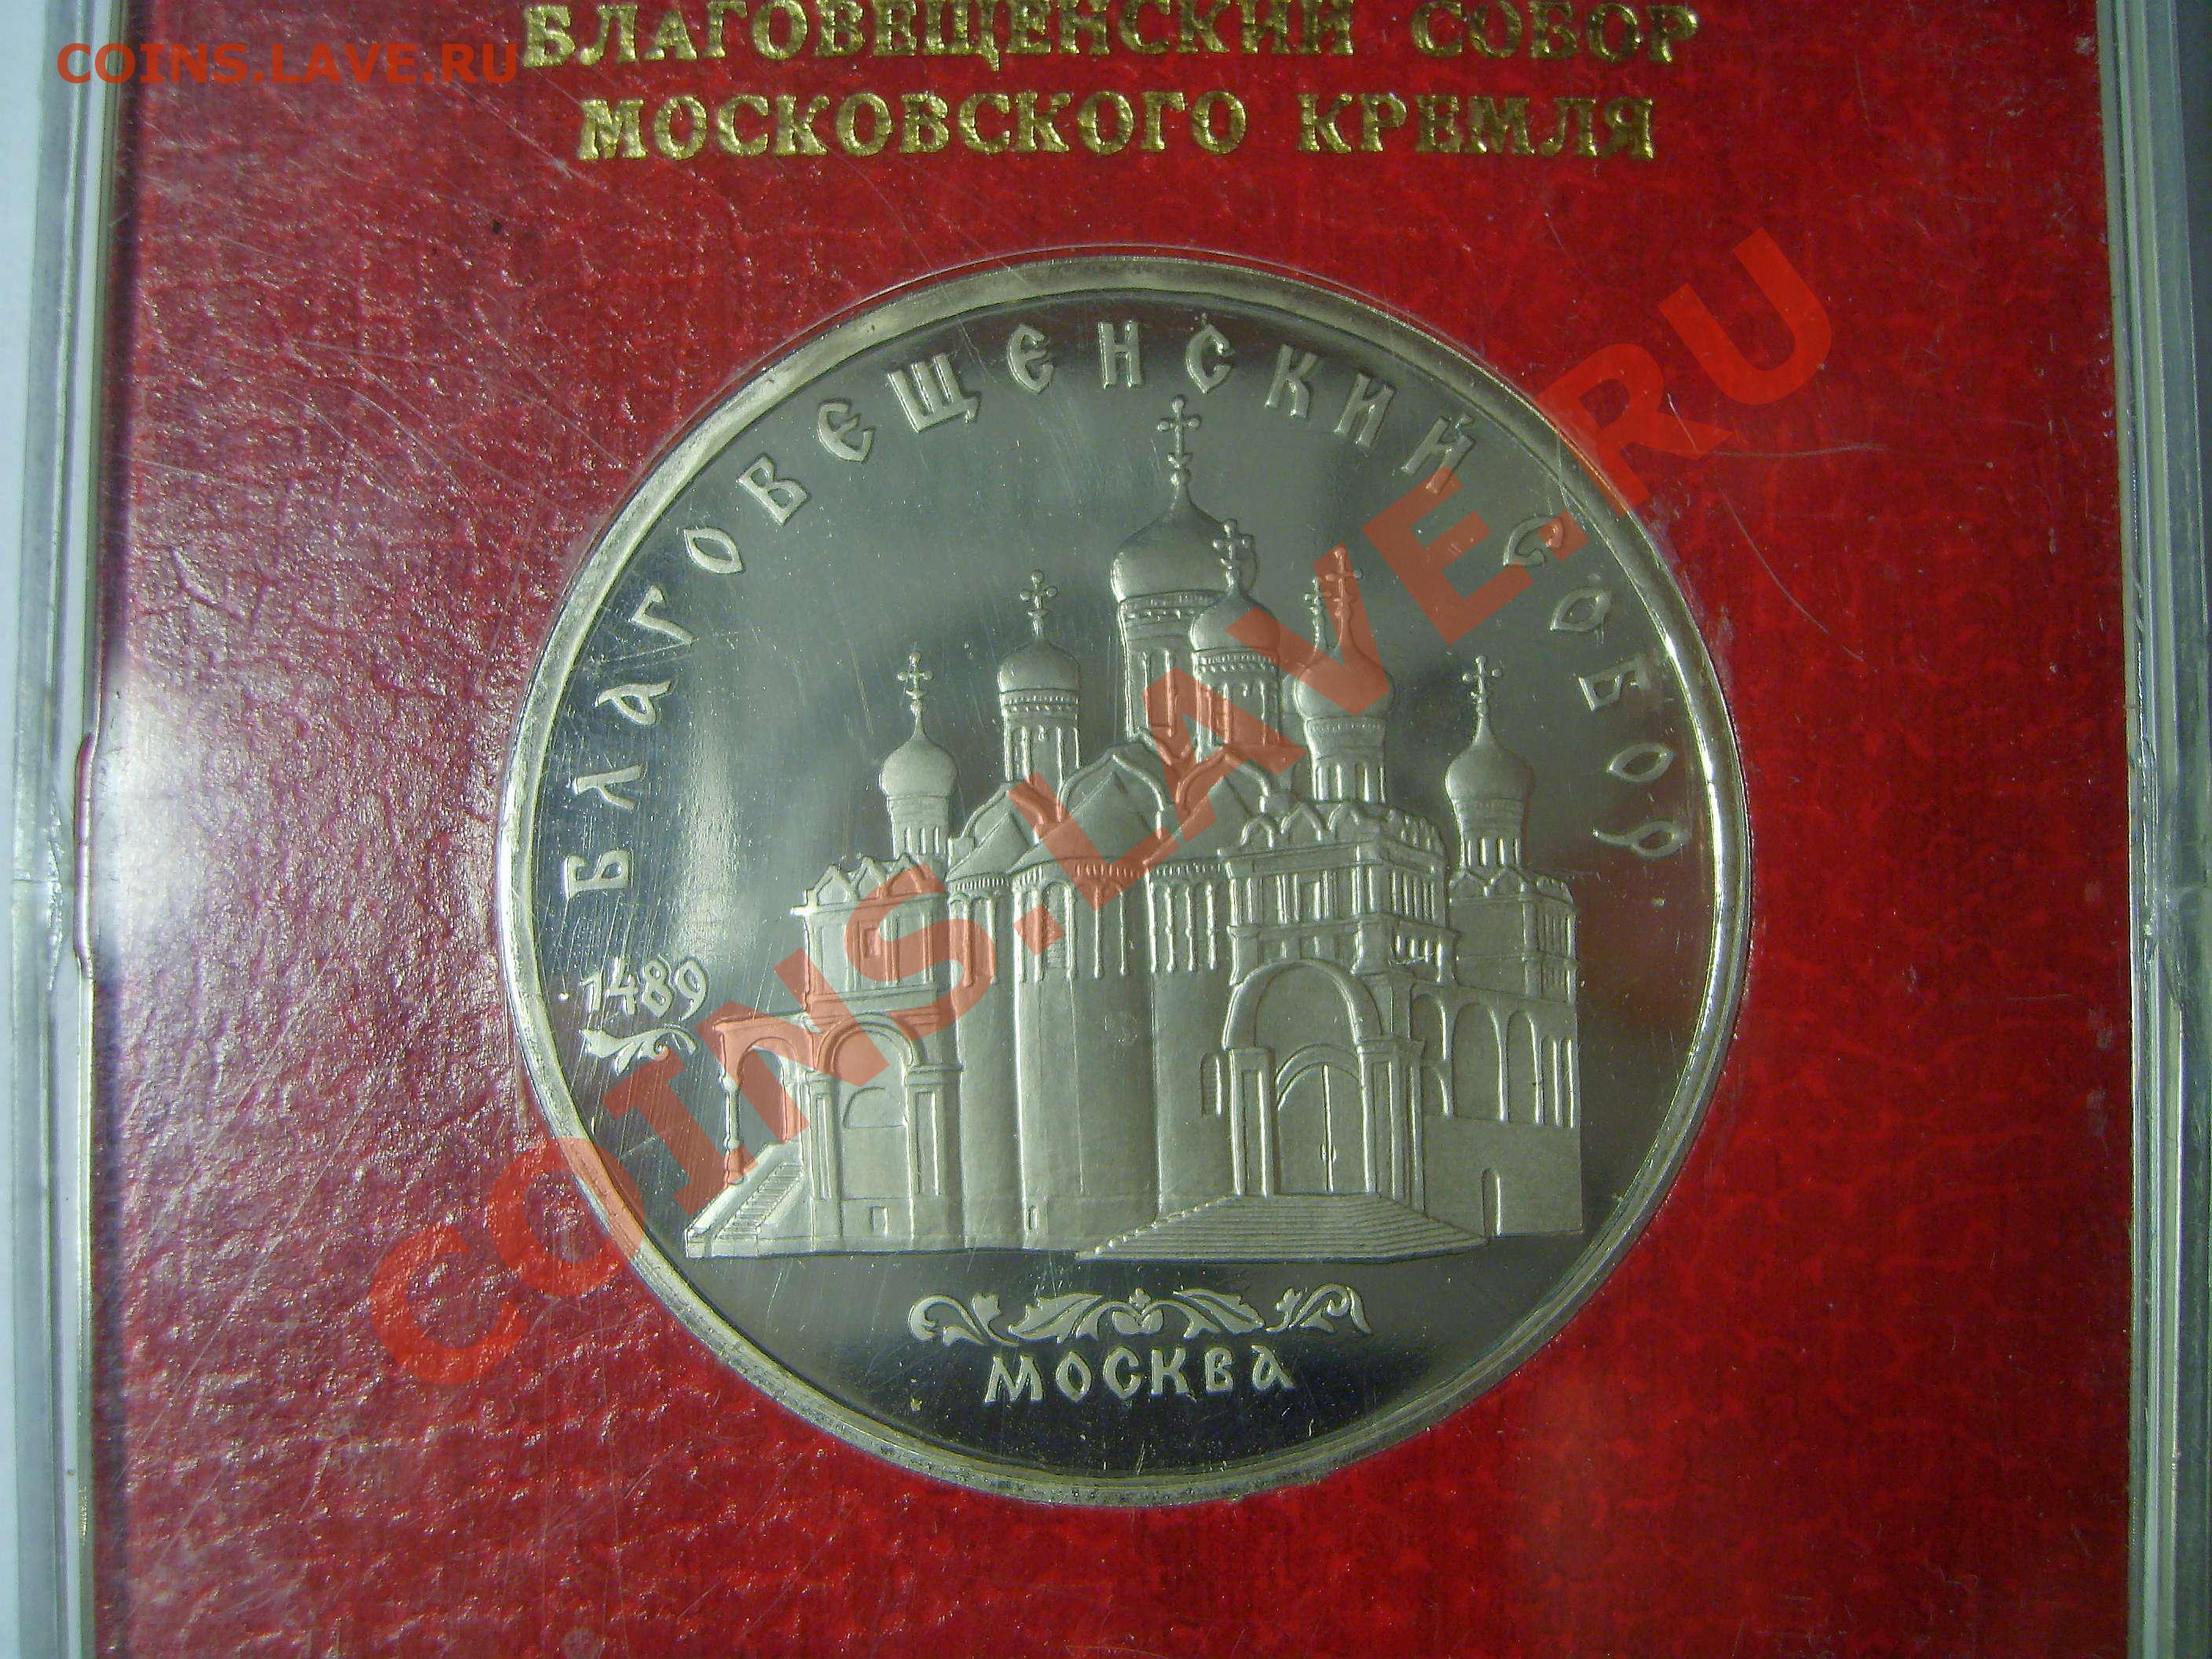 COINS.LAVE.RU
БЛАГОВЕЩЕНСКИЙ СОБОР
МОСКОВСКОГО КРЕМЛЯ
БЛАГОВЕЩЕНСКИЙ СОБОР
1489
МОСКВА
COINS.LAVE.RU